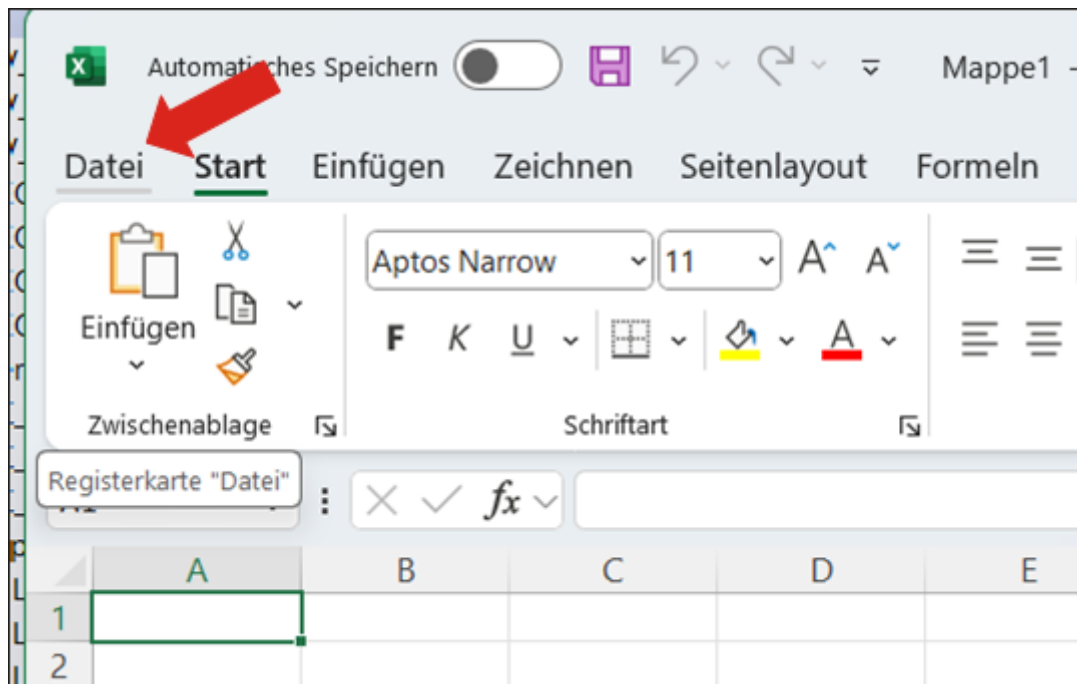 Automatisches Speichern Mappe1 -
Datei Start Einfügen Zeichnen Seitenlayout Formeln
Aptos Narrow 11
Einfügen
F K U A
Zwischenablage Schriftart
Registerkarte "Datei"
fx
A B C D E
1
2